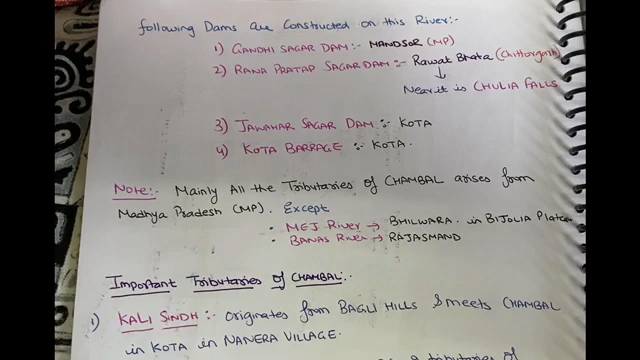 following Dams are Constructed on this River:-
1) GANDHI SAGAR DAM:- MANDSOR (MP)
2) RANA PRATAP SAGAR DAM:- Rawat Bhata (Chittorgarh)
↓
Near it is CHULIA FALLS
3) JAWAHAR SAGAR DAM :- KOTA
4) KOTA BARRAGE :- KOTA.
Note:- Mainly All the Tributaries of CHAMBAL arises from
Madhya Pradesh (MP). Except
• MEJ River → BHILWARA in BIJOLIA
• BANAS River → RAJASMAND
Important Tributaries of CHAMBAL:-
1) KALI SINDH:- Originates from BAGLI HILLS & meets CHAMBAL
in KOTA in NANERA VILLAGE.
tributaries of